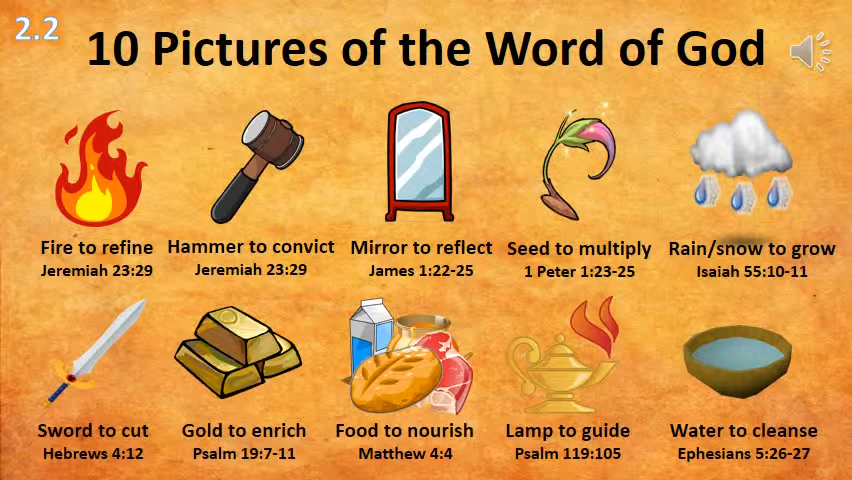 2.2
10 Pictures of the Word of God
Fire to refine
Jeremiah 23:29
Hammer to convict
Jeremiah 23:29
Mirror to reflect
James 1:22-25
Seed to multiply
1 Peter 1:23-25
Rain/snow to grow
Isaiah 55:10-11
Sword to cut
Hebrews 4:12
Gold to enrich
Psalm 19:7-11
Food to nourish
Matthew 4:4
Lamp to guide
Psalm 119:105
Water to cleanse
Ephesians 5:26-27